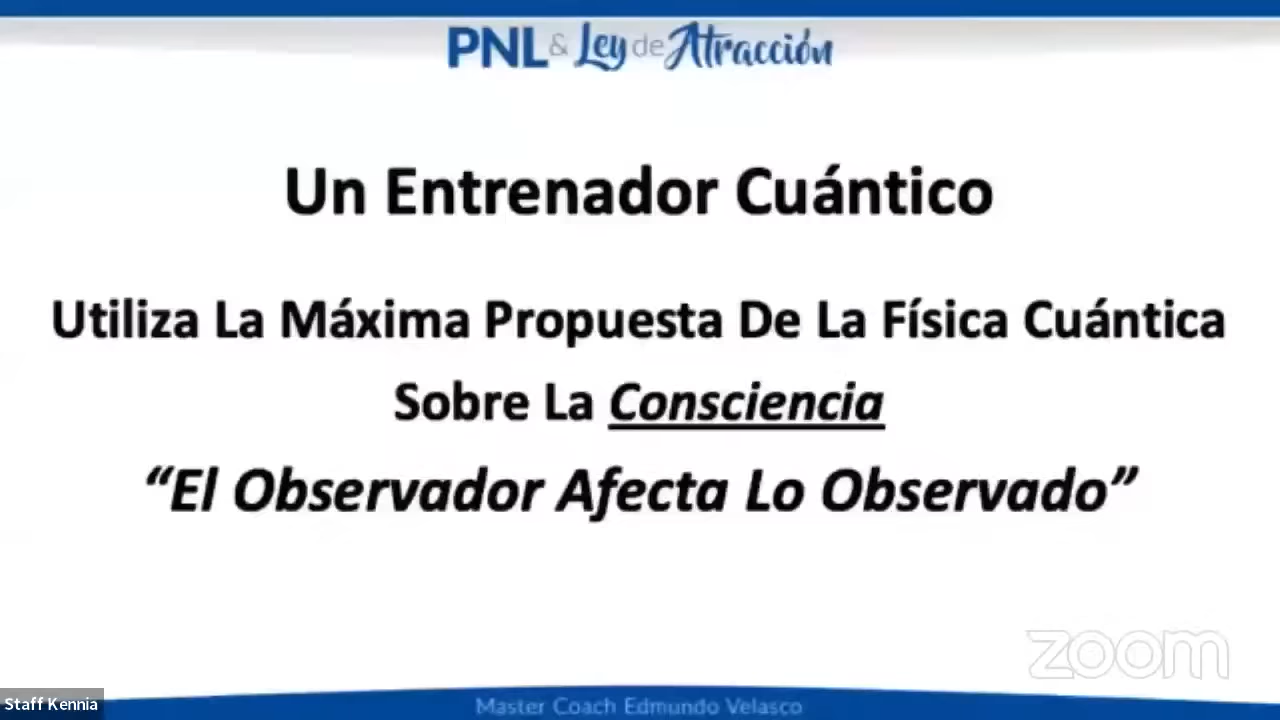 PNL & Ley de Atracción
Un Entrenador Cuántico
Utiliza La Máxima Propuesta De La Física Cuántica
Sobre La Consciencia
“El Observador Afecta Lo Observado”
zoom
Staff Kennia
Master Coach Edmundo Velasco